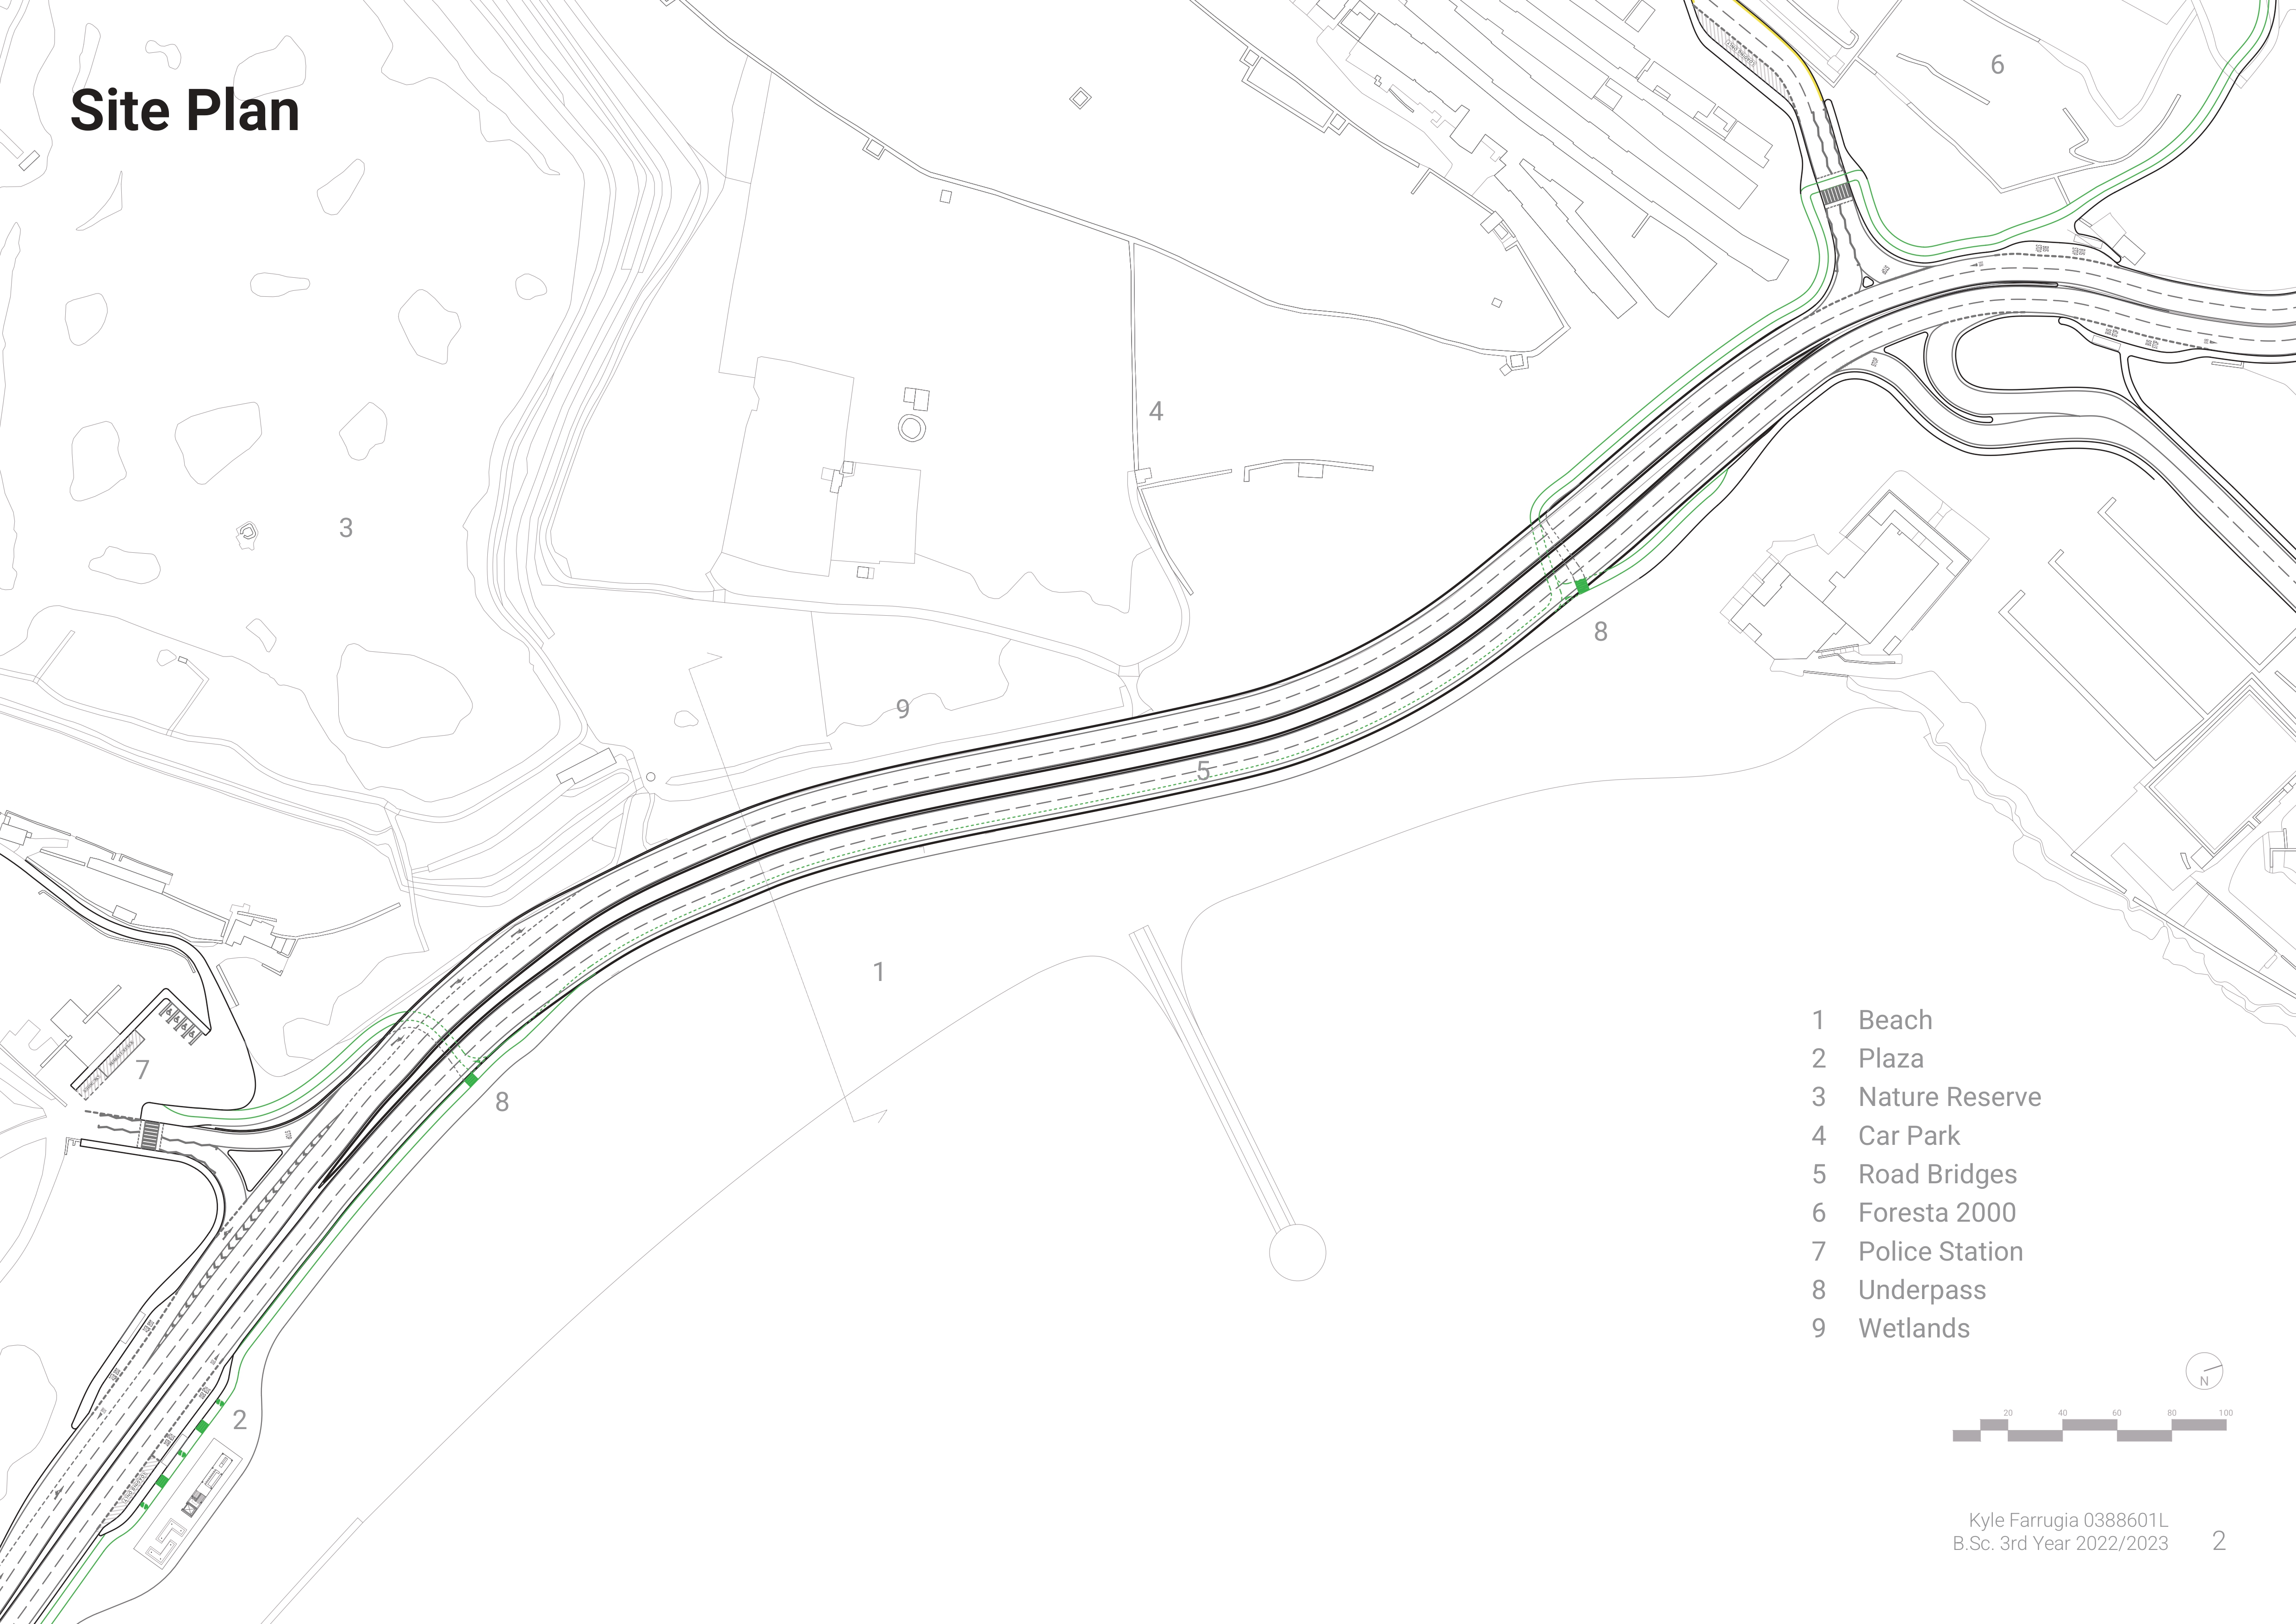 Site Plan
6
4
3
8
9
5
1
7
8
2
1 Beach
2 Plaza
3 Nature Reserve
4 Car Park
5 Road Bridges
6 Foresta 2000
7 Police Station
8 Underpass
9 Wetlands
N
20 40 60 80 100
Kyle Farrugia 0388601L
B.Sc. 3rd Year 2022/2023 2